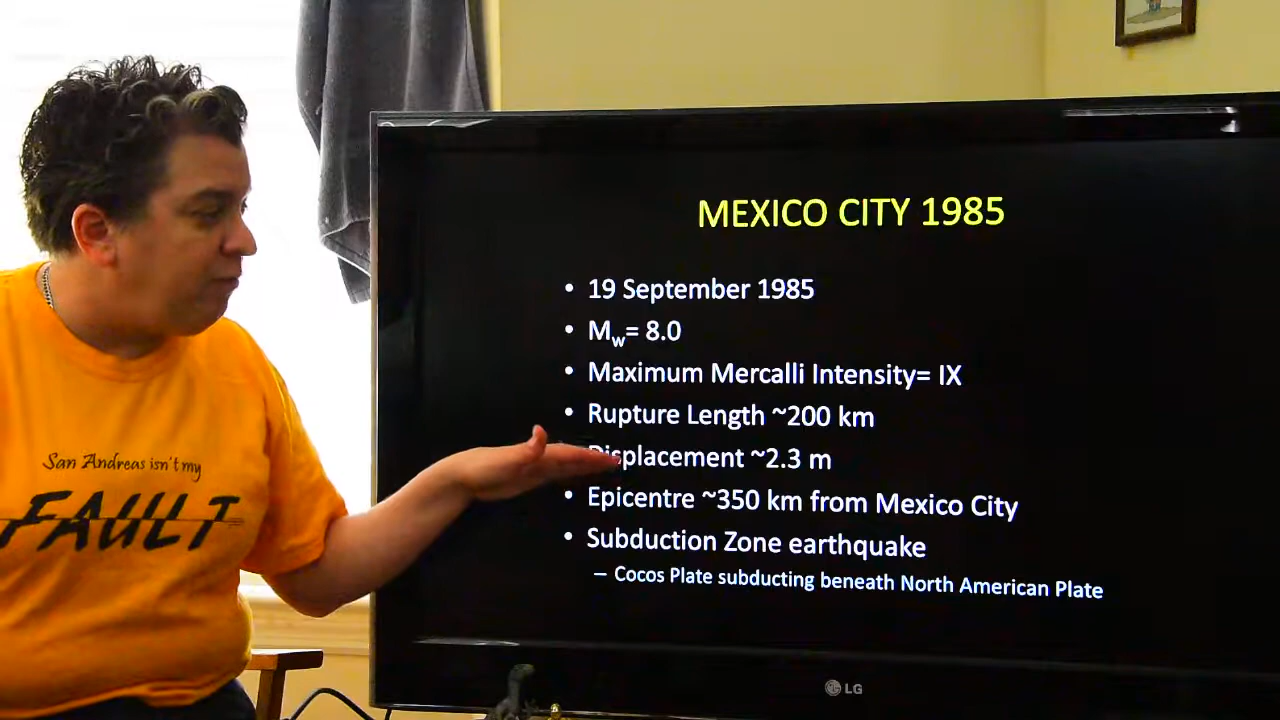 MEXICO CITY 1985
• 19 September 1985
• Mw= 8.0
• Maximum Mercalli Intensity= IX
• Rupture Length ~200 km
• Displacement ~2.3 m
• Epicentre ~350 km from Mexico City
• Subduction Zone earthquake
– Cocos Plate subducting beneath North American Plate
San Andreas isn't my
FAULT
LG